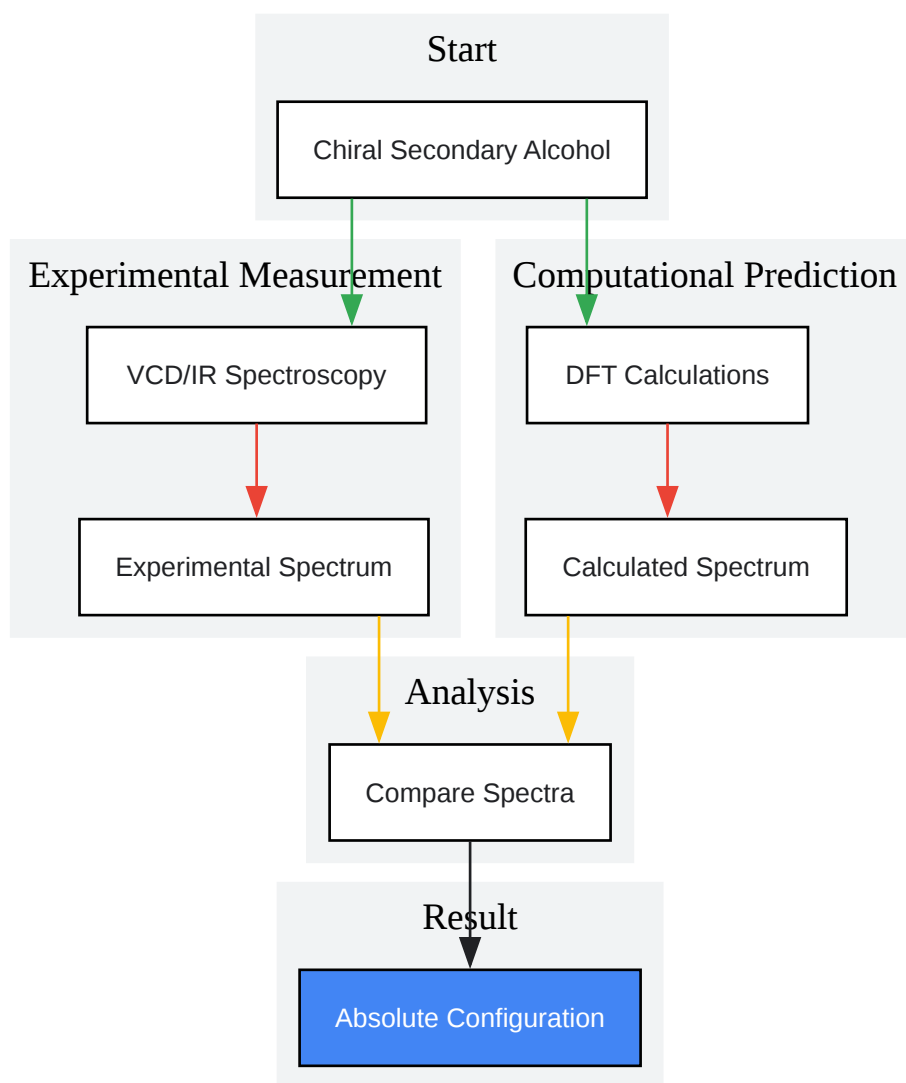 Start
Chiral Secondary Alcohol
Experimental Measurement
VCD/IR Spectroscopy
Experimental Spectrum
Computational Prediction
DFT Calculations
Calculated Spectrum
Analysis
Compare Spectra
Result
Absolute Configuration